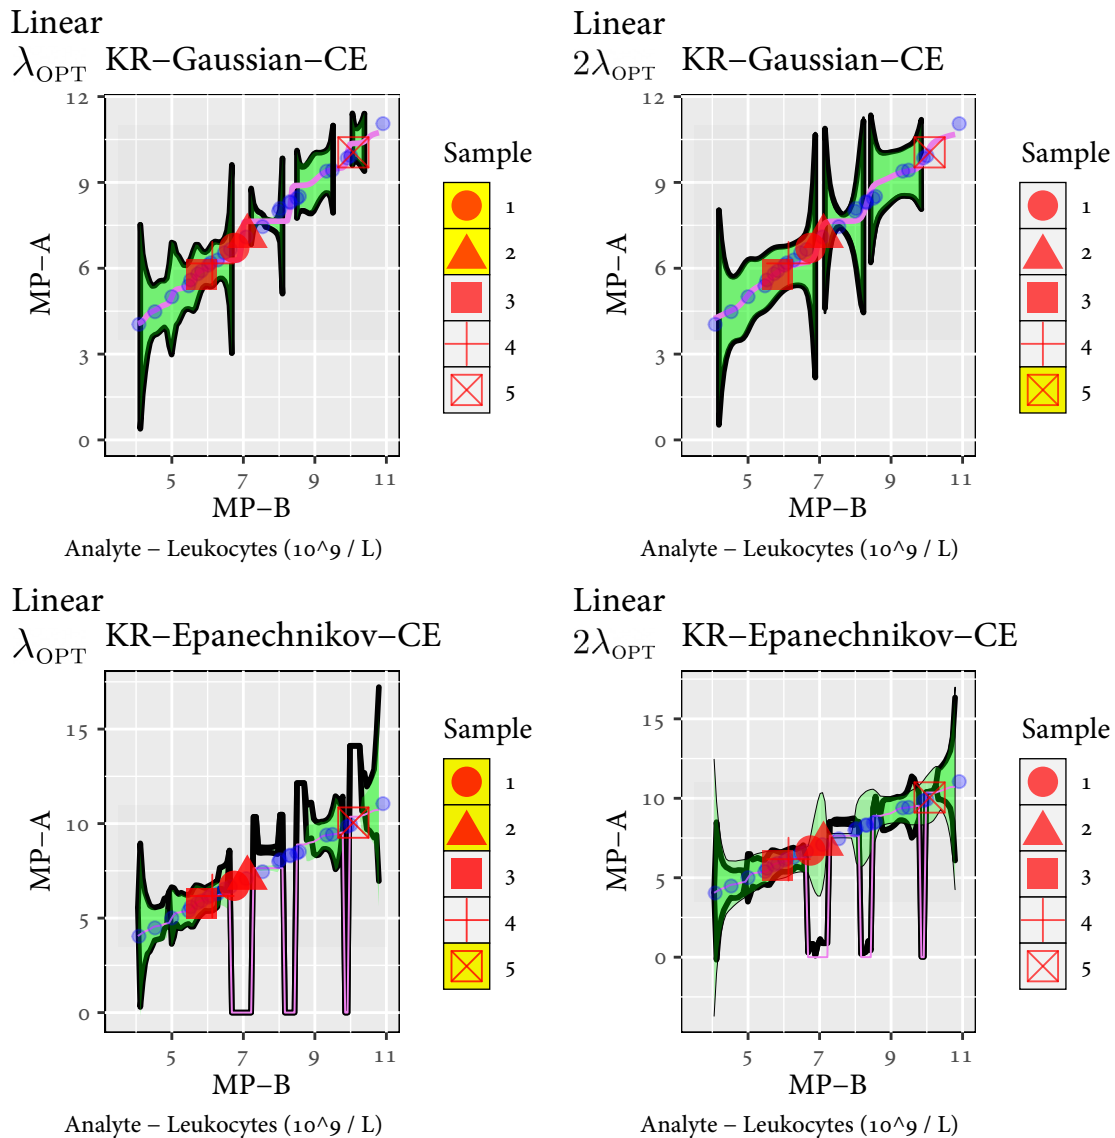 Linear
λOPT KR–Gaussian–CE
12
9
6
3
0
MP–A
5 7 9 11
MP–B
Analyte – Leukocytes (10^9 / L)
Sample
1
2
3
4
5
Linear
2λOPT KR–Gaussian–CE
12
9
6
3
0
MP–A
5 7 9 11
MP–B
Analyte – Leukocytes (10^9 / L)
Sample
1
2
3
4
5
Linear
λOPT KR–Epanechnikov–CE
15
10
5
0
MP–A
5 7 9 11
MP–B
Analyte – Leukocytes (10^9 / L)
Sample
1
2
3
4
5
Linear
2λOPT KR–Epanechnikov–CE
15
10
5
0
MP–A
5 7 9 11
MP–B
Analyte – Leukocytes (10^9 / L)
Sample
1
2
3
4
5